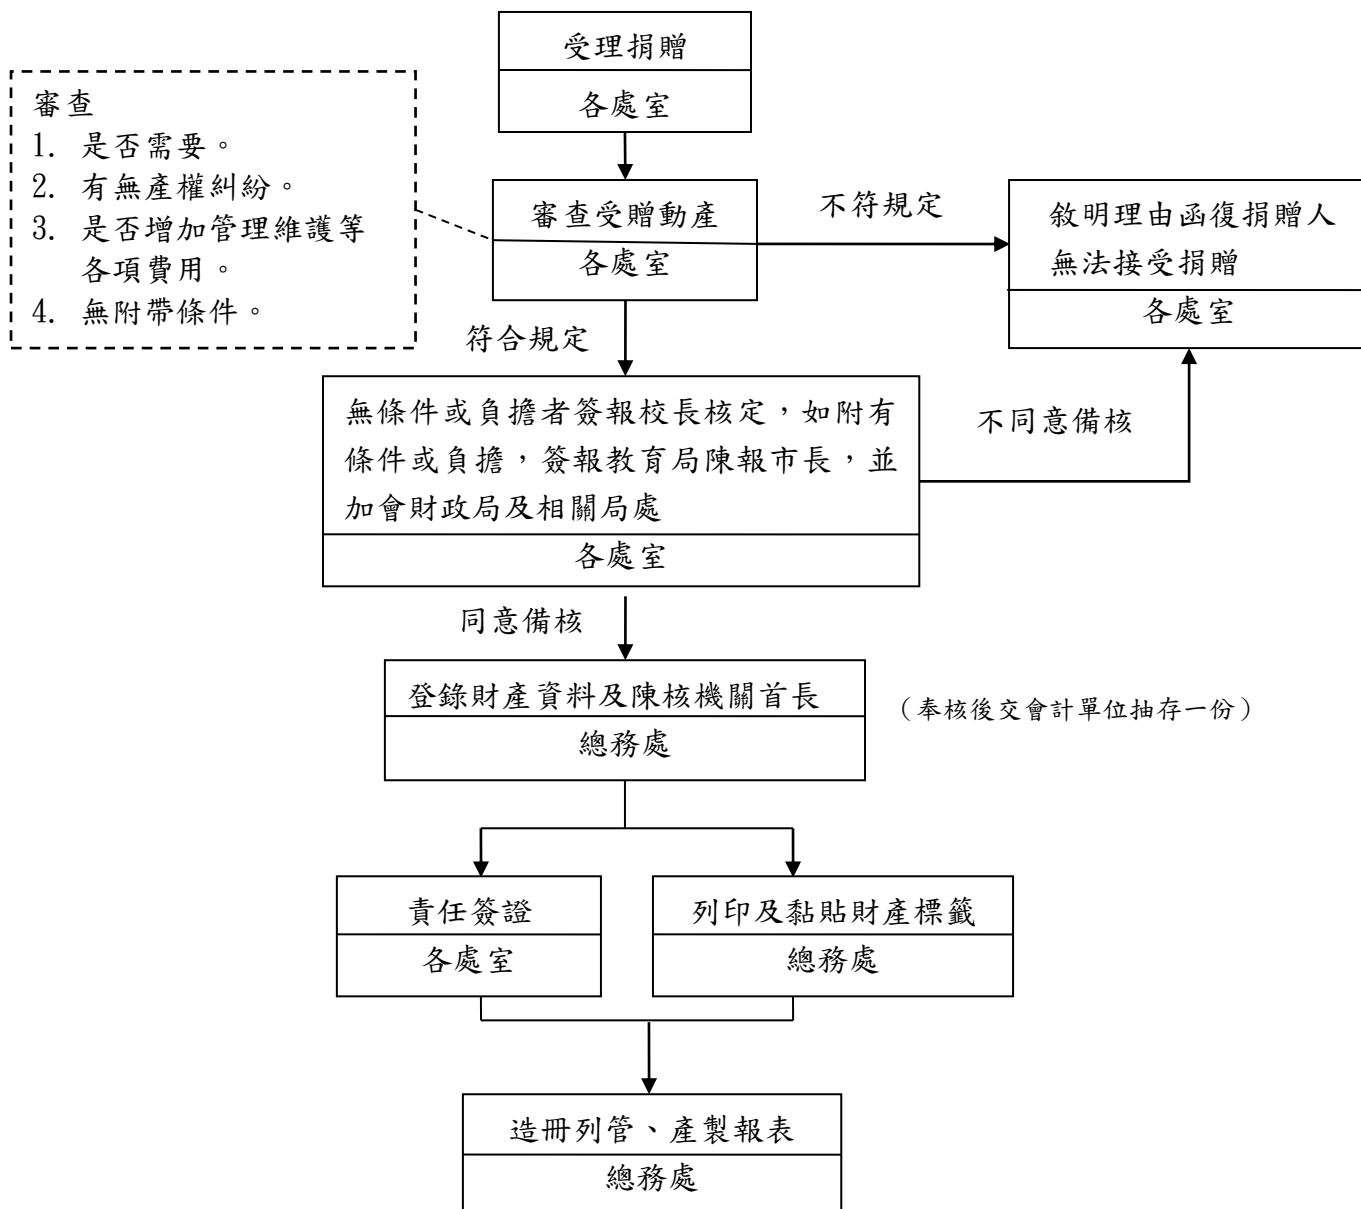 受理捐贈
各處室
審查
1. 是否需要。
2. 有無產權糾紛。
3. 是否增加管理維護等
各項費用。
4. 無附帶條件。
審查受贈動產
各處室
不符規定
敘明理由函復捐贈人
無法接受捐贈
各處室
符合規定
無條件或負擔者簽報校長核定，如附有
條件或負擔，簽報教育局陳報市長，並
加會財政局及相關局處
各處室
不同意備核
同意備核
登錄財產資料及陳核機關首長
總務處
（奉核後交會計單位抽存一份）
責任簽證
各處室
列印及黏貼財產標籤
總務處
造冊列管、產製報表
總務處